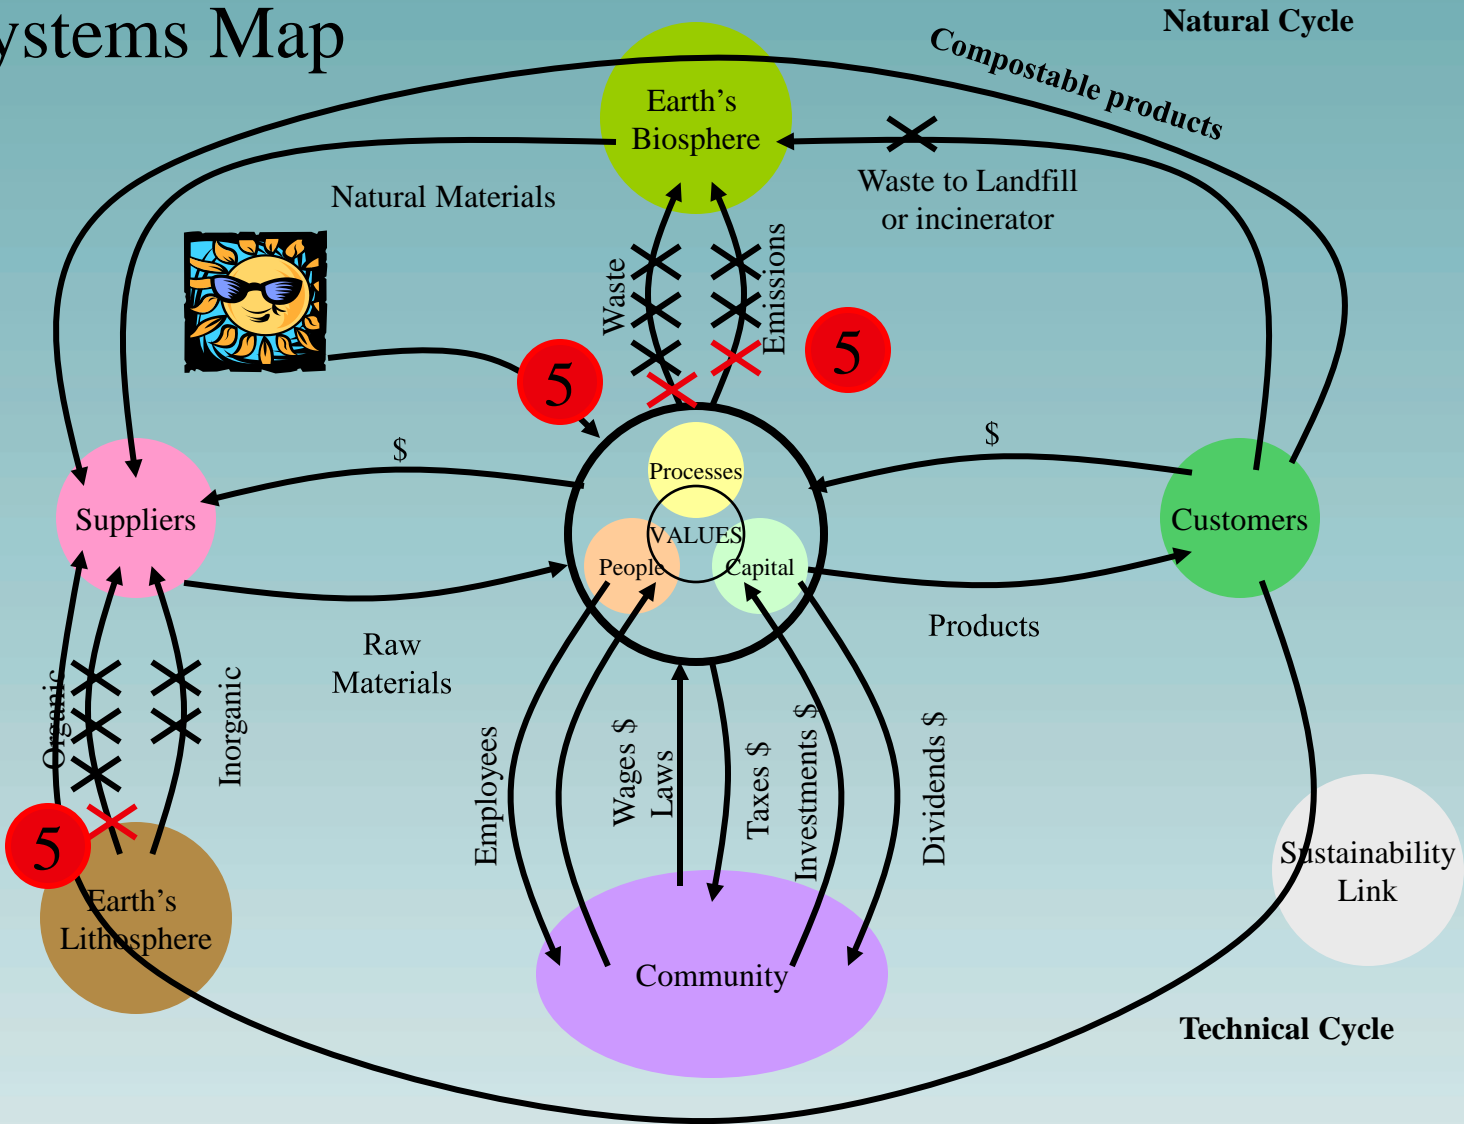 ystems Map
Natural Cycle
Compostable products
Earth's
Biosphere
Natural Materials
Waste to Landfill
or incinerator
Waste
Emissions
5
5
$
$
Processes
Suppliers
VALUES
Customers
People
Capital
Products
Raw
Materials
Organic
Inorganic
Employees
Wages $
Laws
Taxes $
Investments $
Dividends $
5
Sustainability
Link
Earth's
Lithosphere
Community
Technical Cycle